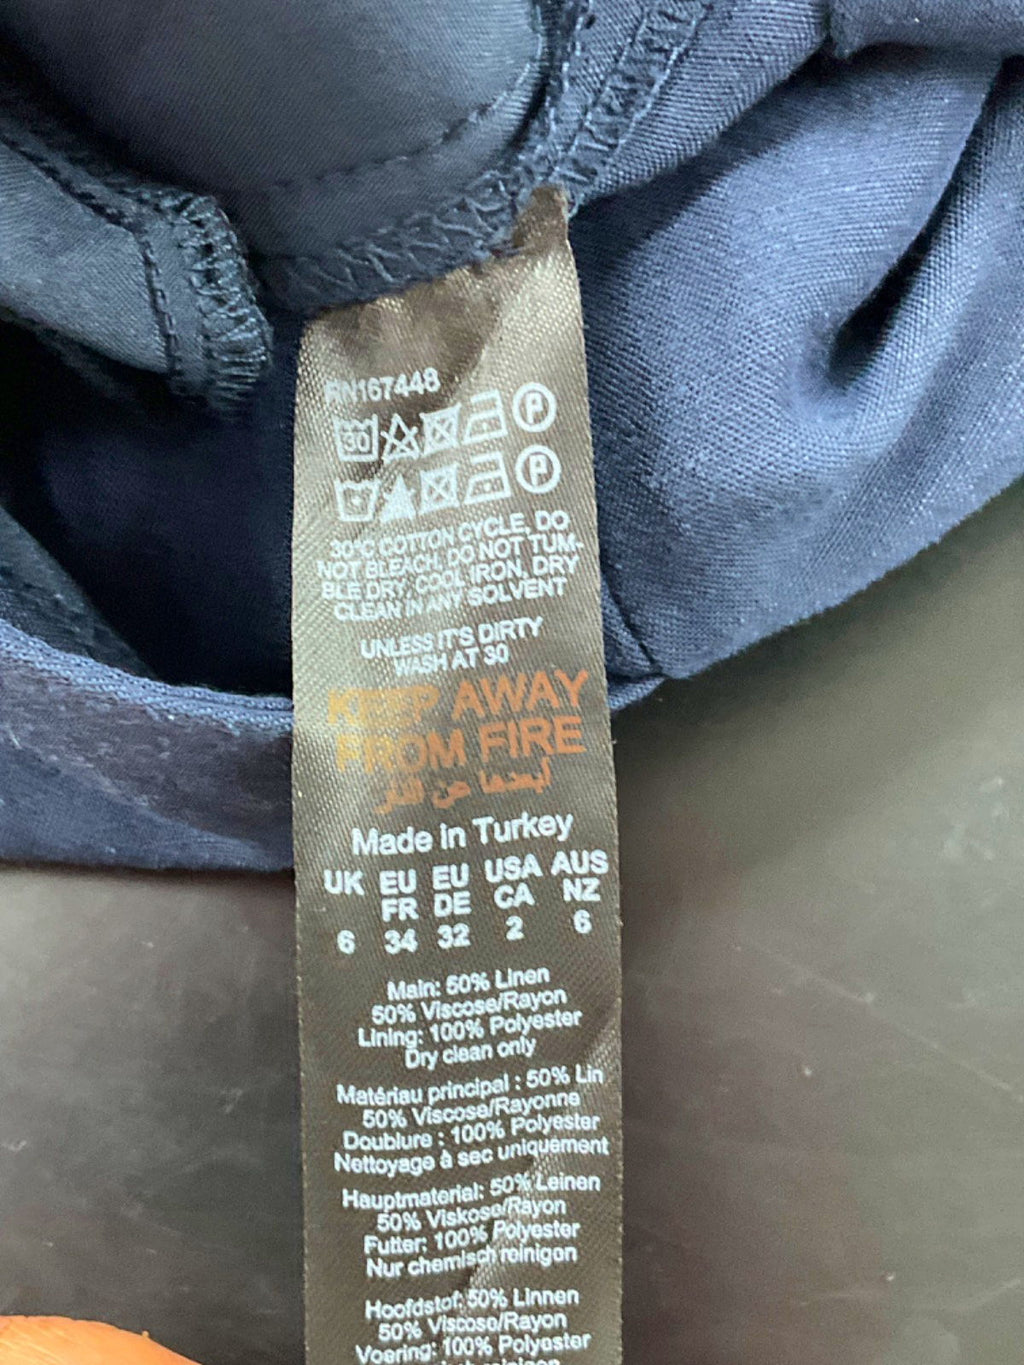 RN167448
30
P
P
30°C COTTON CYCLE, DO
NOT BLEACH, DO NOT TUM-
BLE DRY, COOL IRON, DRY
CLEAN IN ANY SOLVENT
UNLESS IT'S DIRTY
WASH AT 30
KEEP AWAY
FROM FIRE
أبعدها عن النار
Made in Turkey
UK EU EU USA AUS
FR DE CA NZ
6 34 32 2 6
Main: 50% Linen
50% Viscose/Rayon
Lining: 100% Polyester
Dry clean only
Matériau principal : 50% Lin
50% Viscose/Rayonne
Doublure : 100% Polyester
Nettoyage à sec uniquement
Hauptmaterial: 50% Leinen
50% Viskose/Rayon
Futter: 100% Polyester
Nur chemisch reinigen
Hoofdstof: 50% Linnen
50% Viscose/Rayon
Voering: 100% Polyester